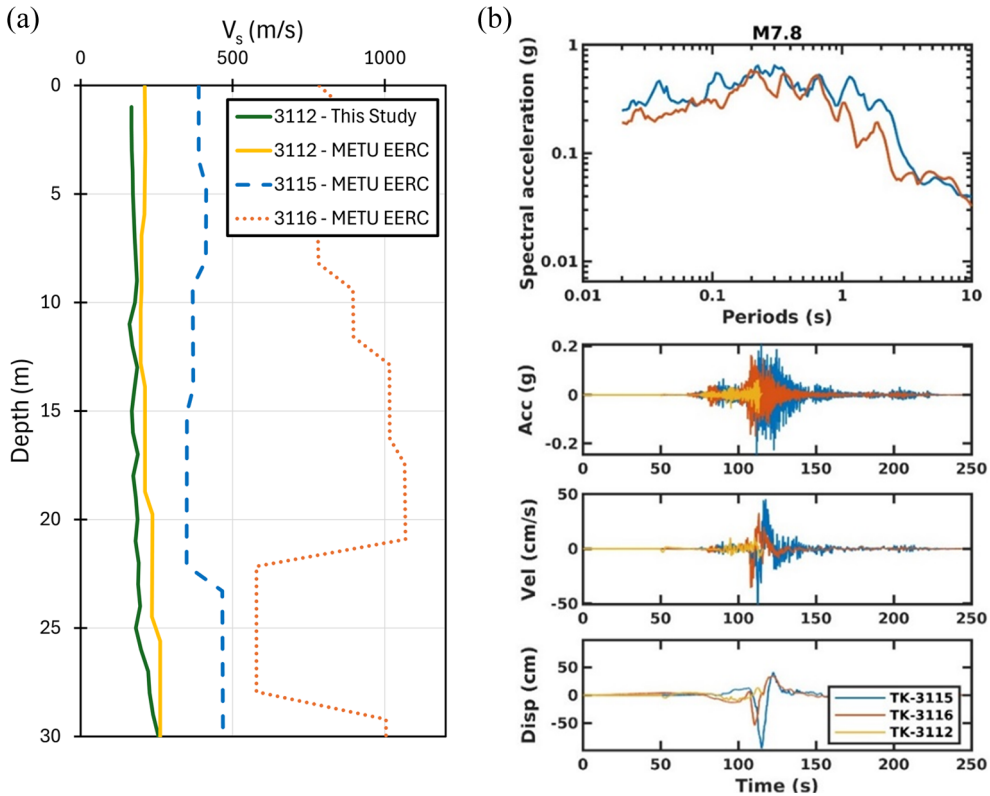 (a)
Vs (m/s)
0 500 1000
0
5
10
15
20
25
30
Depth (m)
3112 - This Study
3112 - METU EERC
3115 - METU EERC
3116 - METU EERC
(b)
M7.8
Spectral acceleration (g)
1
0.1
0.01
0.01 0.1 1 10
Periods (s)
Acc (g)
0.2
0
-0.2
0 50 100 150 200 250
Vel (cm/s)
50
0
-50
0 50 100 150 200 250
Disp (cm)
50
0
-50
TK-3115
TK-3116
TK-3112
0 50 100 150 200 250
Time (s)